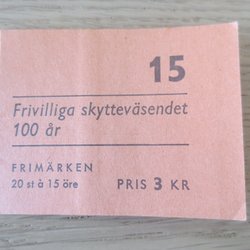 15
Frivilliga skytteväsendet
100 år
FRIMÄRKEN
20 st à 15 öre PRIS 3 KR